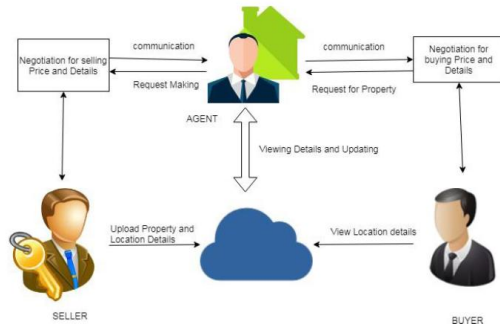 communication
communication
Negotiation for selling
Price and Details
Negotiation for
buying Price and
Details
Request Making
Request for Property
AGENT
Viewing Details and Updating
Upload Property and
Location Details
View Location details
SELLER
BUYER